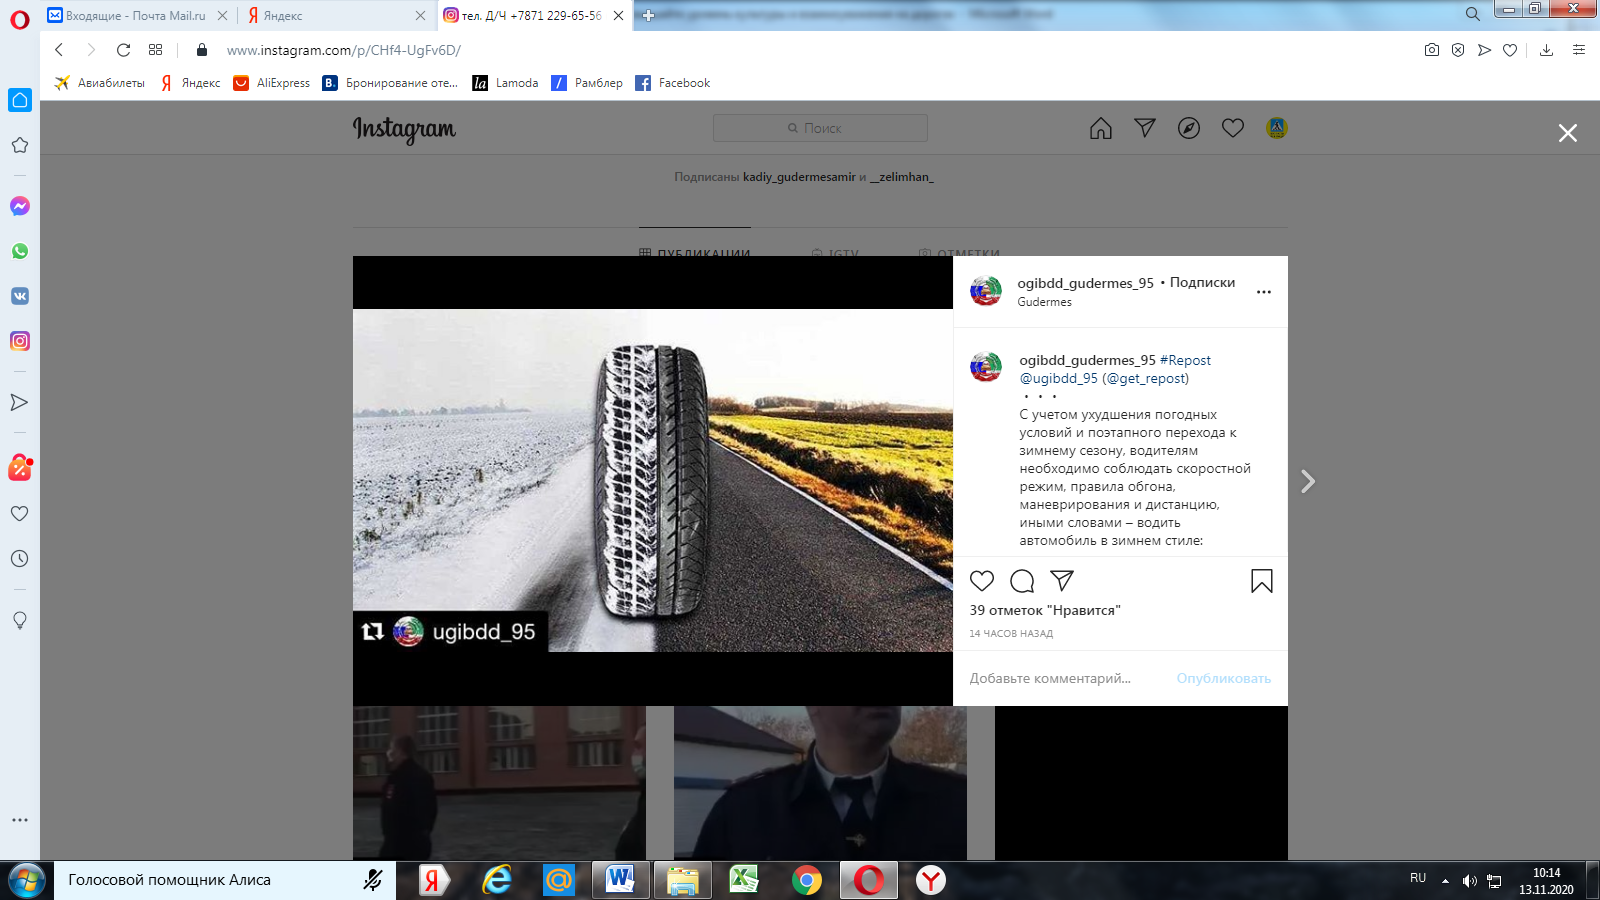 Входящие - Почта Mail.ru
Яндекс
тел. Д/Ч +7871 229-65-56
www.instagram.com/p/CHf4-UgFv6D/
Авиабилеты
Яндекс
AliExpress
Бронирование оте...
Lamoda
Рамблер
Facebook
Instagram
Поиск
Подписаны kadiy_gudermesamir и __zelimhan_
ПУБЛИКАЦИИ
IGTV
ОТМЕТКИ
ugibdd_95
ogibdd_gudermes_95 • Подписки
Gudermes
ogibdd_gudermes_95 #Repost
@ugibdd_95 (@get_repost)
・・・
С учетом ухудшения погодных
условий и поэтапного перехода к
зимнему сезону, водителям
необходимо соблюдать скоростной
режим, правила обгона,
маневрирования и дистанцию,
иными словами – водить
автомобиль в зимнем стиле:
39 отметок "Нравится"
14 ЧАСОВ НАЗАД
Добавьте комментарий...
Опубликовать
Голосовой помощник Алиса
RU
10:14
13.11.2020